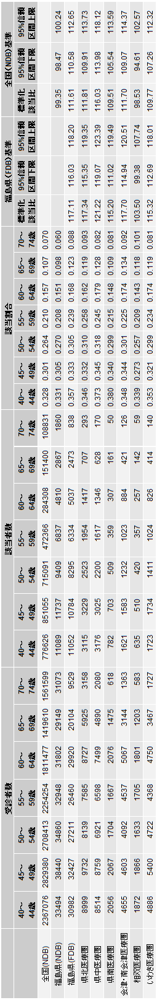 受診者数 該当者数 該当割合 福島県（FDB）基準 全国（NDB）基準
40～44歳 45～49歳 50～54歳 55～59歳 60～64歳 65～69歳 70～74歳 40～44歳 45～49歳 50～54歳 55～59歳 60～64歳 65～69歳 70～74歳 40～44歳 45～49歳 50～54歳 55～59歳 60～64歳 65～69歳 70～74歳 標準化該当比 95%信頼区間下限 95%信頼区間上限 標準化該当比 95%信頼区間下限 95%信頼区間上限
全国(NDB) 2367076 2829380 2708413 2254254 1811477 1419610 1561599 776626 851055 715091 472366 284308 151400 108831 0.328 0.301 0.264 0.210 0.157 0.107 0.070
福島県(NDB) 33494 38440 34860 32948 31802 29149 31073 11089 11737 9409 6837 4810 2867 1860 0.331 0.305 0.270 0.208 0.151 0.098 0.060 99.35 98.47 100.24
福島県(FDB) 30982 32427 27211 26460 29920 20104 9529 11052 10784 8295 6334 5037 2473 838 0.357 0.333 0.305 0.239 0.168 0.123 0.088 117.11 116.03 118.20 111.61 110.58 112.65
県北医療圏 8999 9732 8139 7585 8727 5925 3158 3115 3229 2523 1954 1417 707 293 0.346 0.332 0.310 0.258 0.162 0.119 0.093 117.34 115.35 119.35 111.81 109.91 113.73
県中医療圏 8514 8759 6921 6598 7499 4890 2080 3176 3025 2200 1617 1346 628 170 0.373 0.345 0.318 0.245 0.179 0.128 0.082 121.22 119.07 123.39 116.03 113.98 118.12
県南医療圏 2056 2067 1704 1667 2076 1475 618 782 703 509 359 307 161 50 0.380 0.340 0.299 0.215 0.148 0.109 0.081 115.20 111.02 119.49 109.51 105.54 113.59
会津・南会津医療圏 4655 4603 4092 4537 5067 3144 1363 1621 1583 1232 1023 884 421 126 0.348 0.344 0.301 0.225 0.174 0.134 0.092 117.70 114.94 120.51 111.70 109.07 114.37
相双医療圏 1872 1866 1633 1705 1801 1203 583 635 510 420 357 257 142 59 0.339 0.273 0.257 0.209 0.143 0.118 0.101 103.50 99.38 107.74 98.53 94.61 102.57
いわき医療圏 4886 5400 4722 4368 4750 3467 1727 1723 1734 1411 1024 826 414 140 0.353 0.321 0.299 0.234 0.174 0.119 0.081 115.32 112.69 118.01 109.77 107.26 112.32